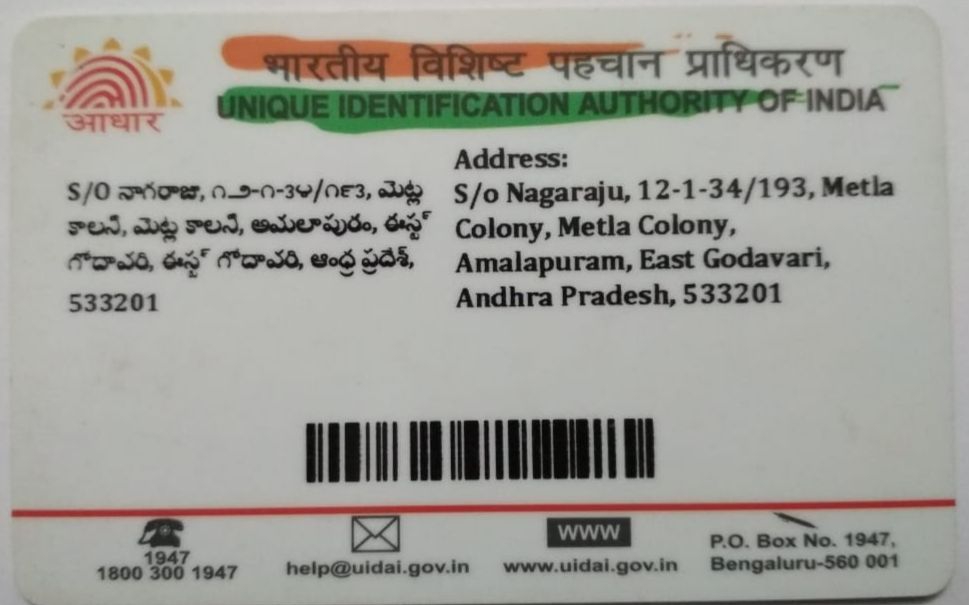 भारतीय विशिष्ट पहचान प्राधिकरण
UNIQUE IDENTIFICATION AUTHORITY OF INDIA
आधार
S/O నాగరాజు, ౧౨-౧-౩౪/౧౯౩, మెట్ల
కాలని, మెట్ల కాలని, అమలాపురం, ఈస్ట్
గోదావరి, ఈస్ట్ గోదావరి, ఆంధ్ర ప్రదేశ్,
533201
Address:
S/o Nagaraju, 12-1-34/193, Metla
Colony, Metla Colony,
Amalapuram, East Godavari,
Andhra Pradesh, 533201
1947
1800 300 1947
help@uidai.gov.in
WWW
www.uidai.gov.in
P.O. Box No. 1947,
Bengaluru-560 001